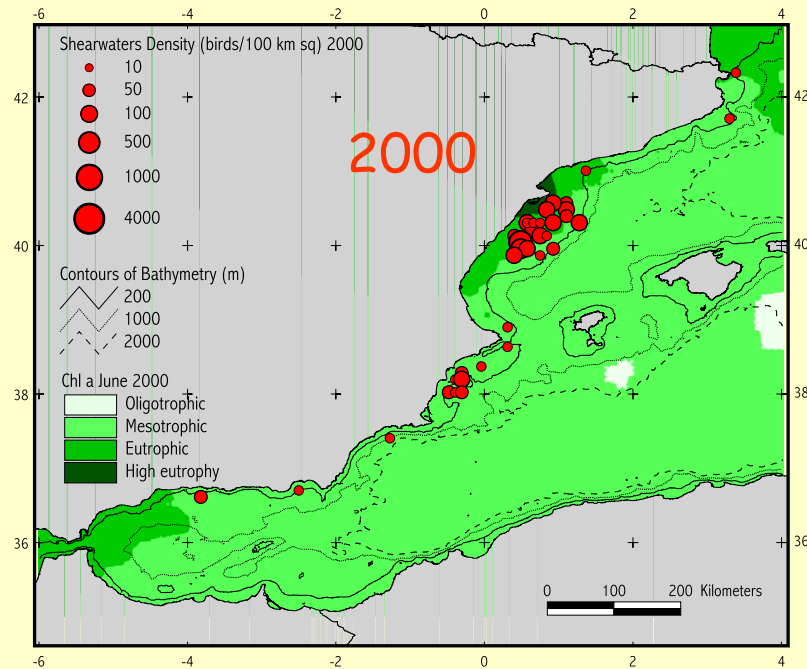 -6 -4 -2 0 2 4
Shearwaters Density (birds/100 km sq) 2000
10
50
100
500
1000
4000
2000
42 42
40 40
38 38
36 36
Contours of Bathymetry (m)
200
1000
2000
Chl a June 2000
Oligotrophic
Mesotrophic
Eutrophic
High eutrophy
0 100 200 Kilometers
-6 -4 -2 0 2 4